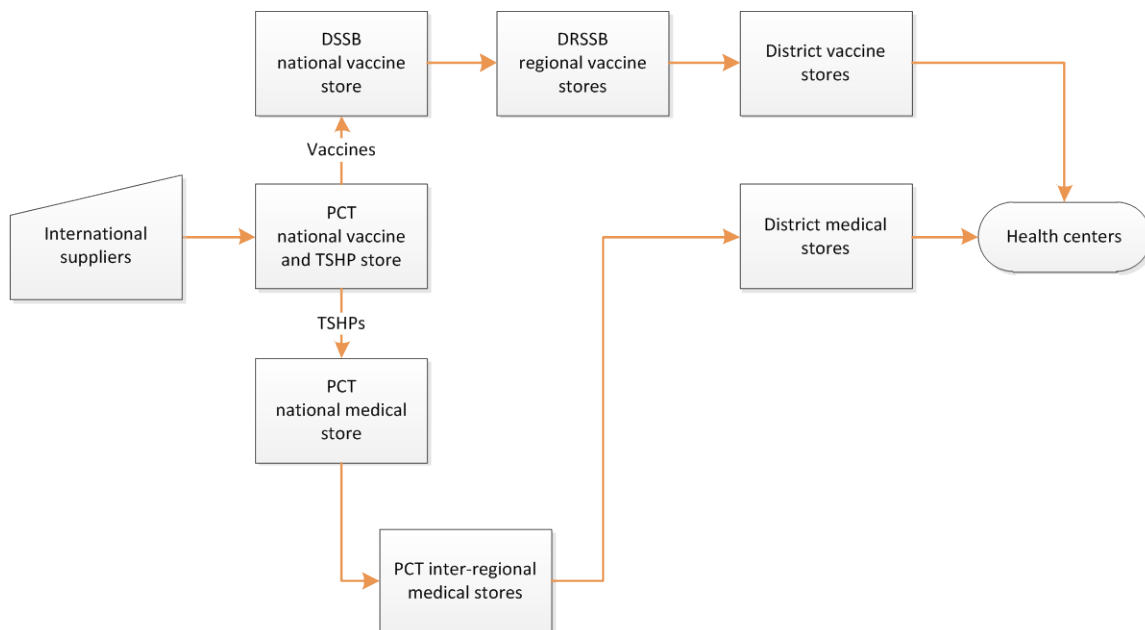 DSSB
national vaccine
store
DRSSB
regional vaccine
stores
District vaccine
stores
Vaccines
International
suppliers
PCT
national vaccine
and TSHP store
District medical
stores
Health centers
TSHPs
PCT
national medical
store
PCT inter-regional
medical stores